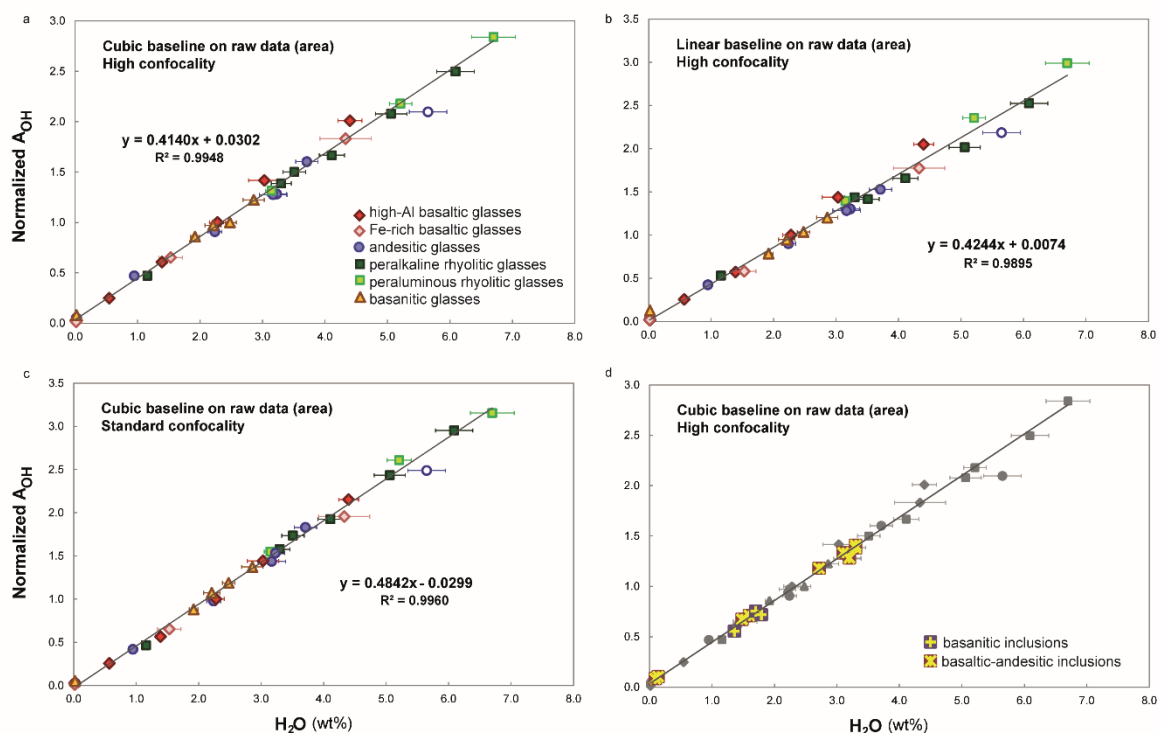 a
Cubic baseline on raw data (area)
High confocality
y = 0.4140x + 0.0302
R² = 0.9948
high-Al basaltic glasses
Fe-rich basaltic glasses
andesitic glasses
peralkaline rhyolitic glasses
peraluminous rhyolitic glasses
basanitic glasses
Normalized A_OH
3.0
2.5
2.0
1.5
1.0
0.5
0.0
0.0 1.0 2.0 3.0 4.0 5.0 6.0 7.0 8.0
b
Linear baseline on raw data (area)
High confocality
y = 0.4244x + 0.0074
R² = 0.9895
3.5
3.0
2.5
2.0
1.5
1.0
0.5
0.0
0.0 1.0 2.0 3.0 4.0 5.0 6.0 7.0 8.0
c
Cubic baseline on raw data (area)
Standard confocality
y = 0.4842x - 0.0299
R² = 0.9960
Normalized A_OH
3.5
3.0
2.5
2.0
1.5
1.0
0.5
0.0
0.0 1.0 2.0 3.0 4.0 5.0 6.0 7.0 8.0
H₂O (wt%)
d
Cubic baseline on raw data (area)
High confocality
basanitic inclusions
basaltic-andesitic inclusions
3.0
2.5
2.0
1.5
1.0
0.5
0.0
0.0 1.0 2.0 3.0 4.0 5.0 6.0 7.0 8.0
H₂O (wt%)